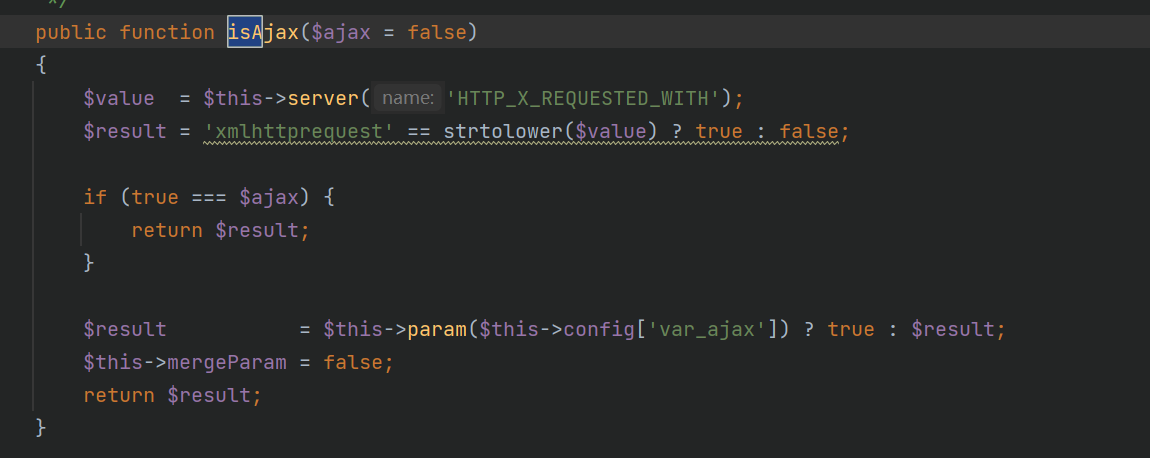 */
public function isAjax($ajax = false)
{
    $value  = $this->server( name: 'HTTP_X_REQUESTED_WITH');
    $result = 'xmlhttprequest' == strtolower($value) ? true : false;

    if (true === $ajax) {
        return $result;
    }

    $result           = $this->param($this->config['var_ajax']) ? true : $result;
    $this->mergeParam = false;
    return $result;
}